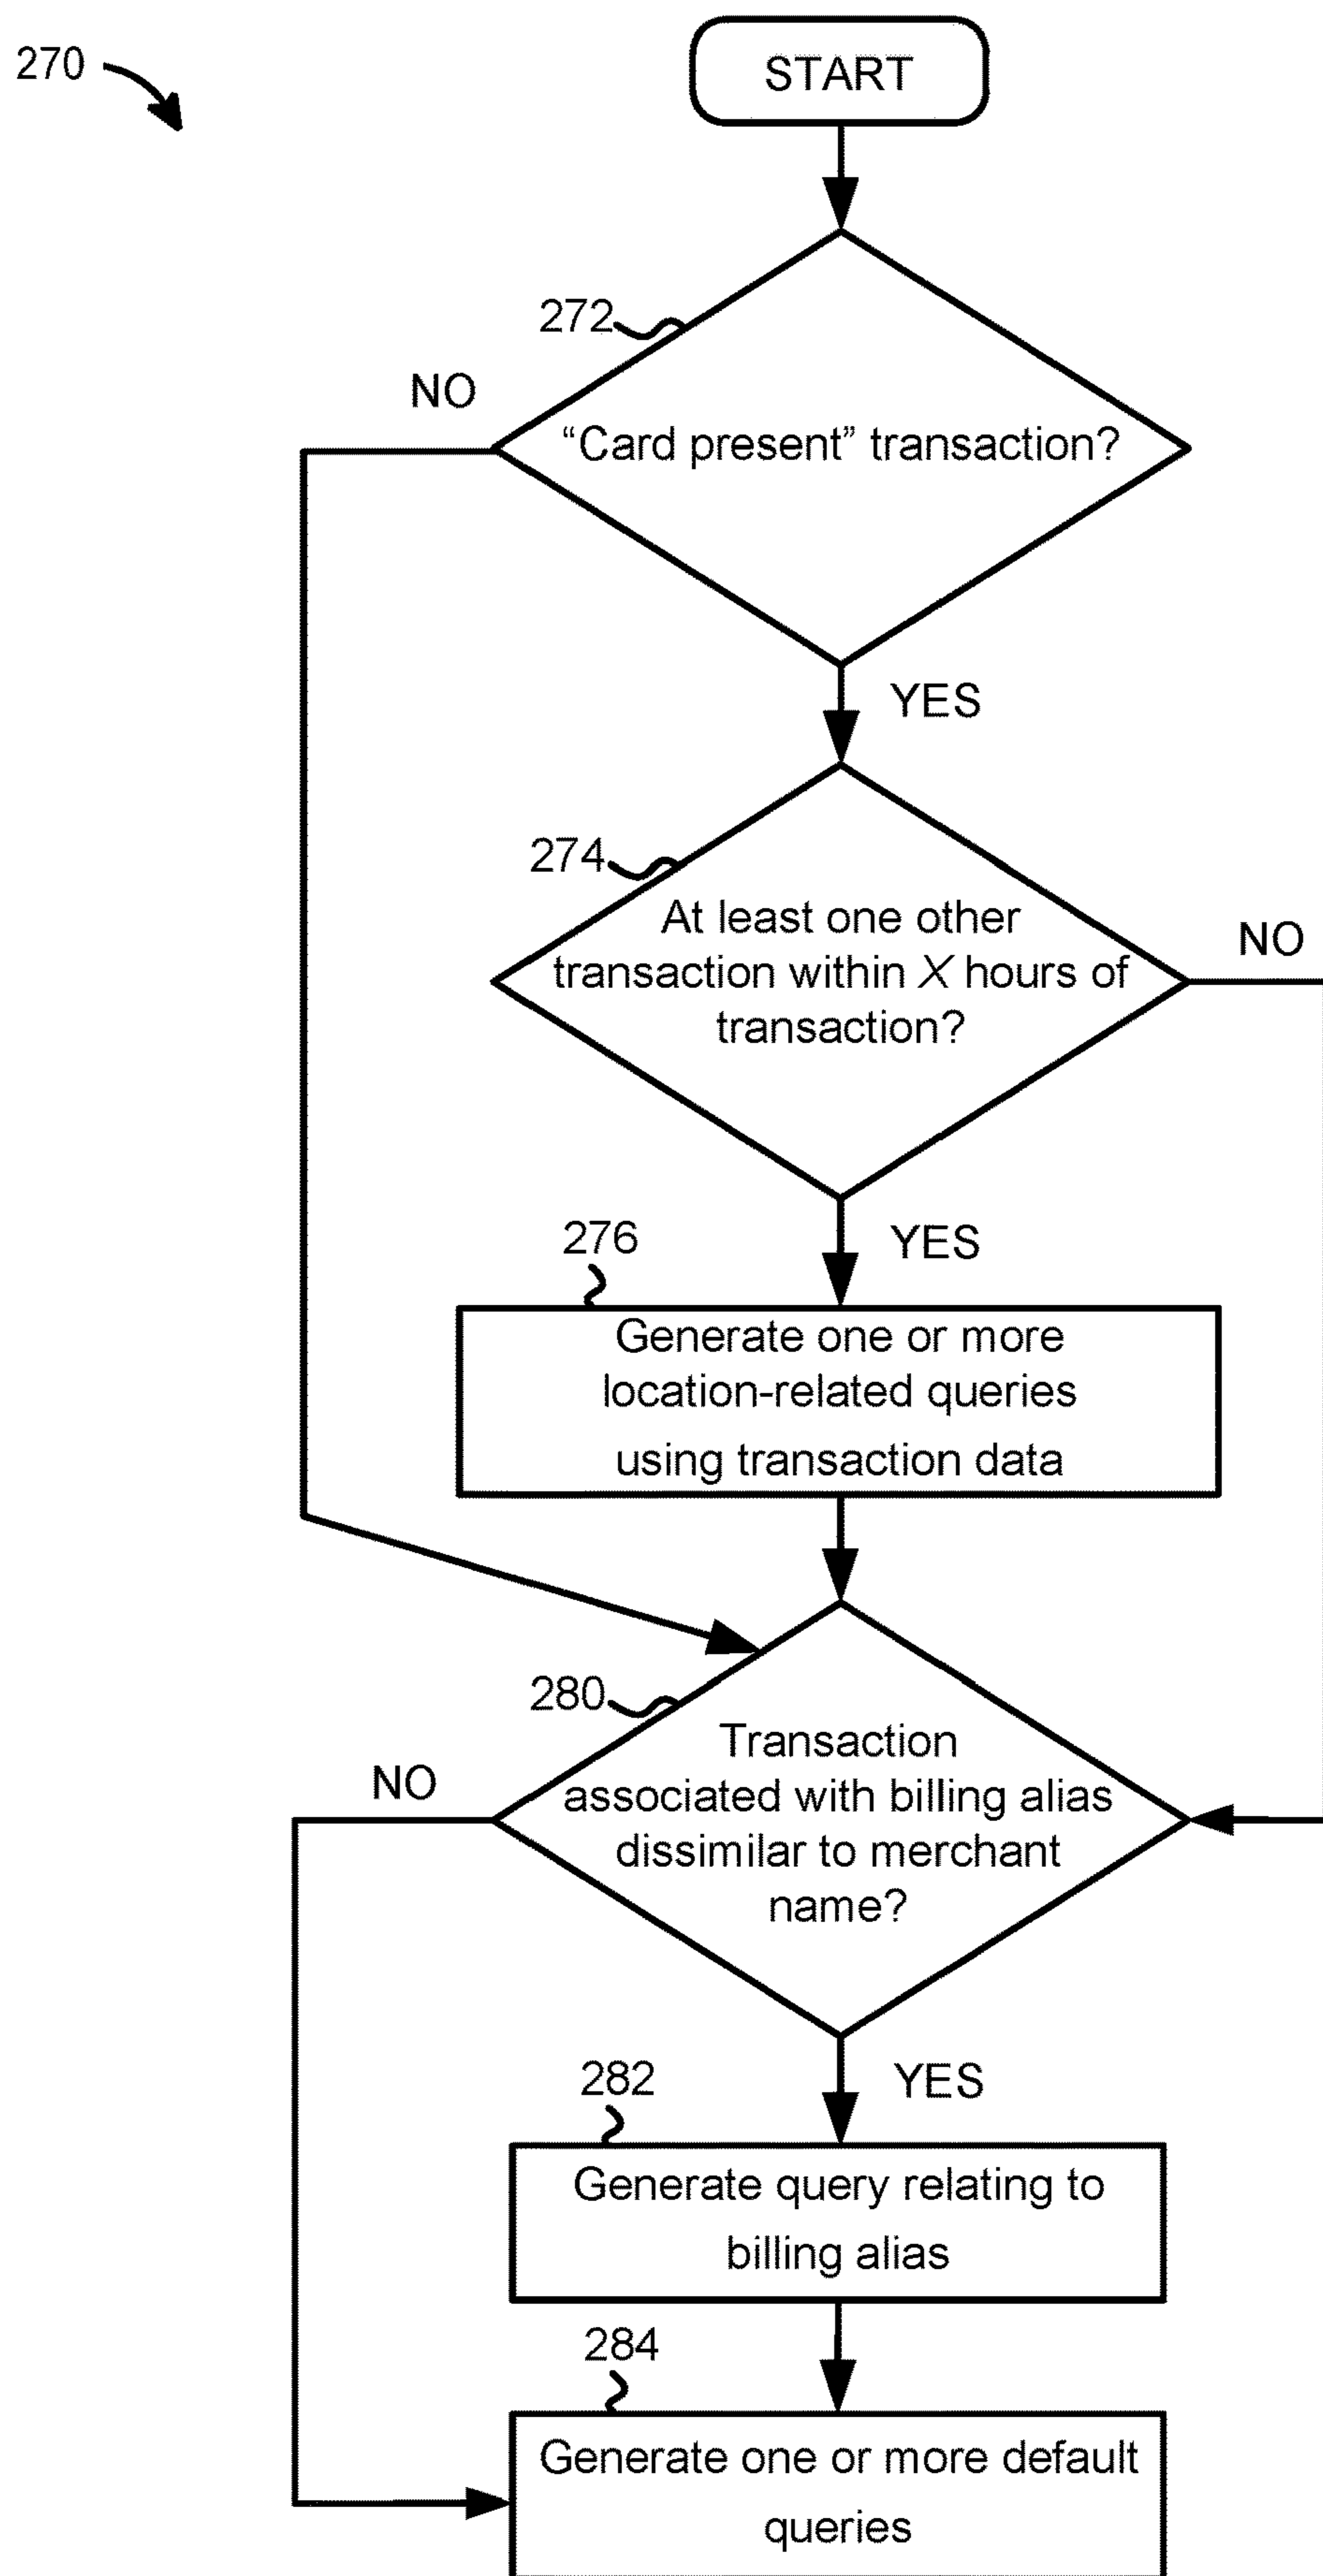 270
START
272
NO
“Card present” transaction?
YES
274
At least one other
transaction within X hours of
transaction?
NO
YES
276
Generate one or more
location-related queries
using transaction data
280
NO
Transaction
associated with billing alias
dissimilar to merchant
name?
YES
282
Generate query relating to
billing alias
284
Generate one or more default
queries